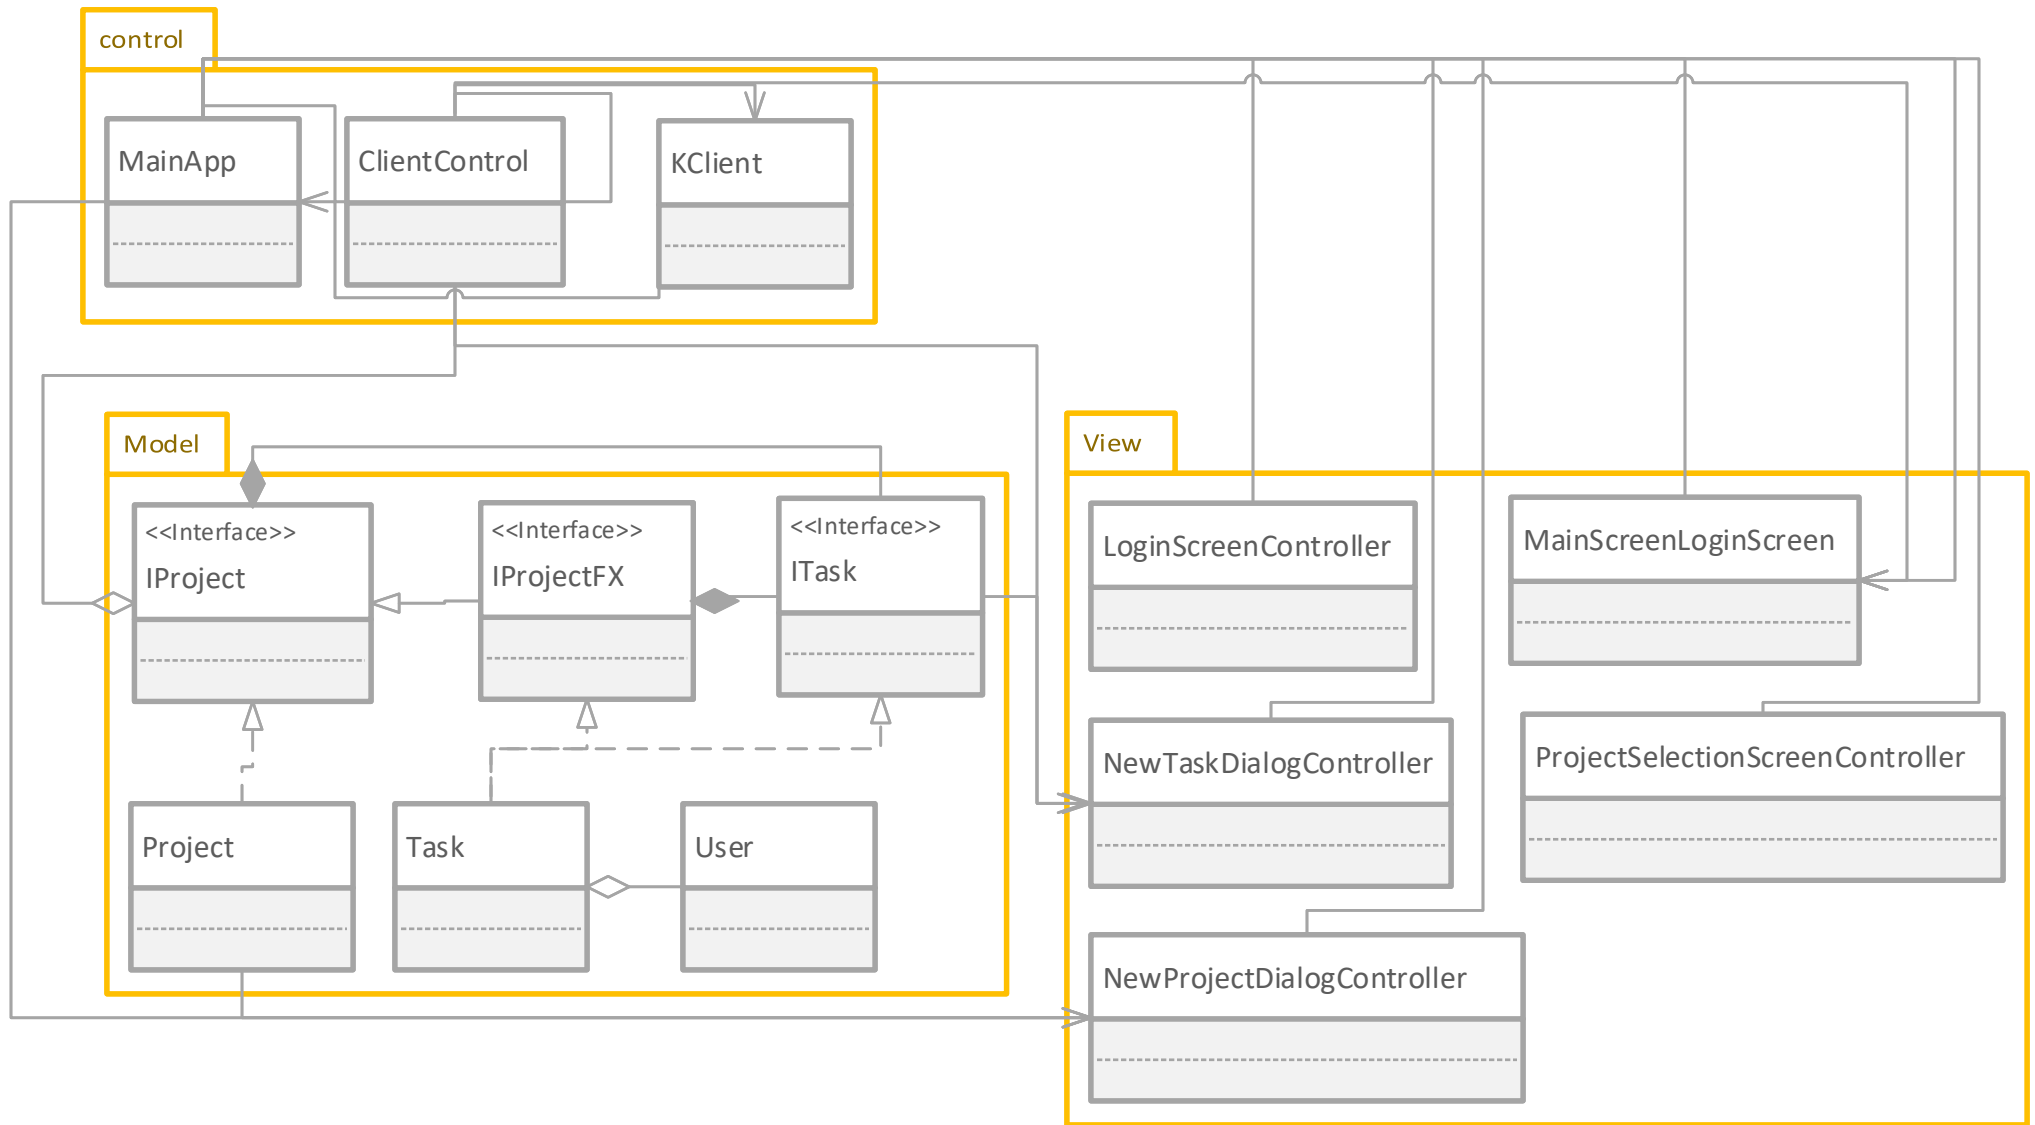 control
MainApp
ClientControl
KClient
Model
<<Interface>>
IProject
<<Interface>>
IProjectFX
<<Interface>>
ITask
Project
Task
User
View
LoginScreenController
MainScreenLoginScreen
NewTaskDialogController
ProjectSelectionScreenController
NewProjectDialogController